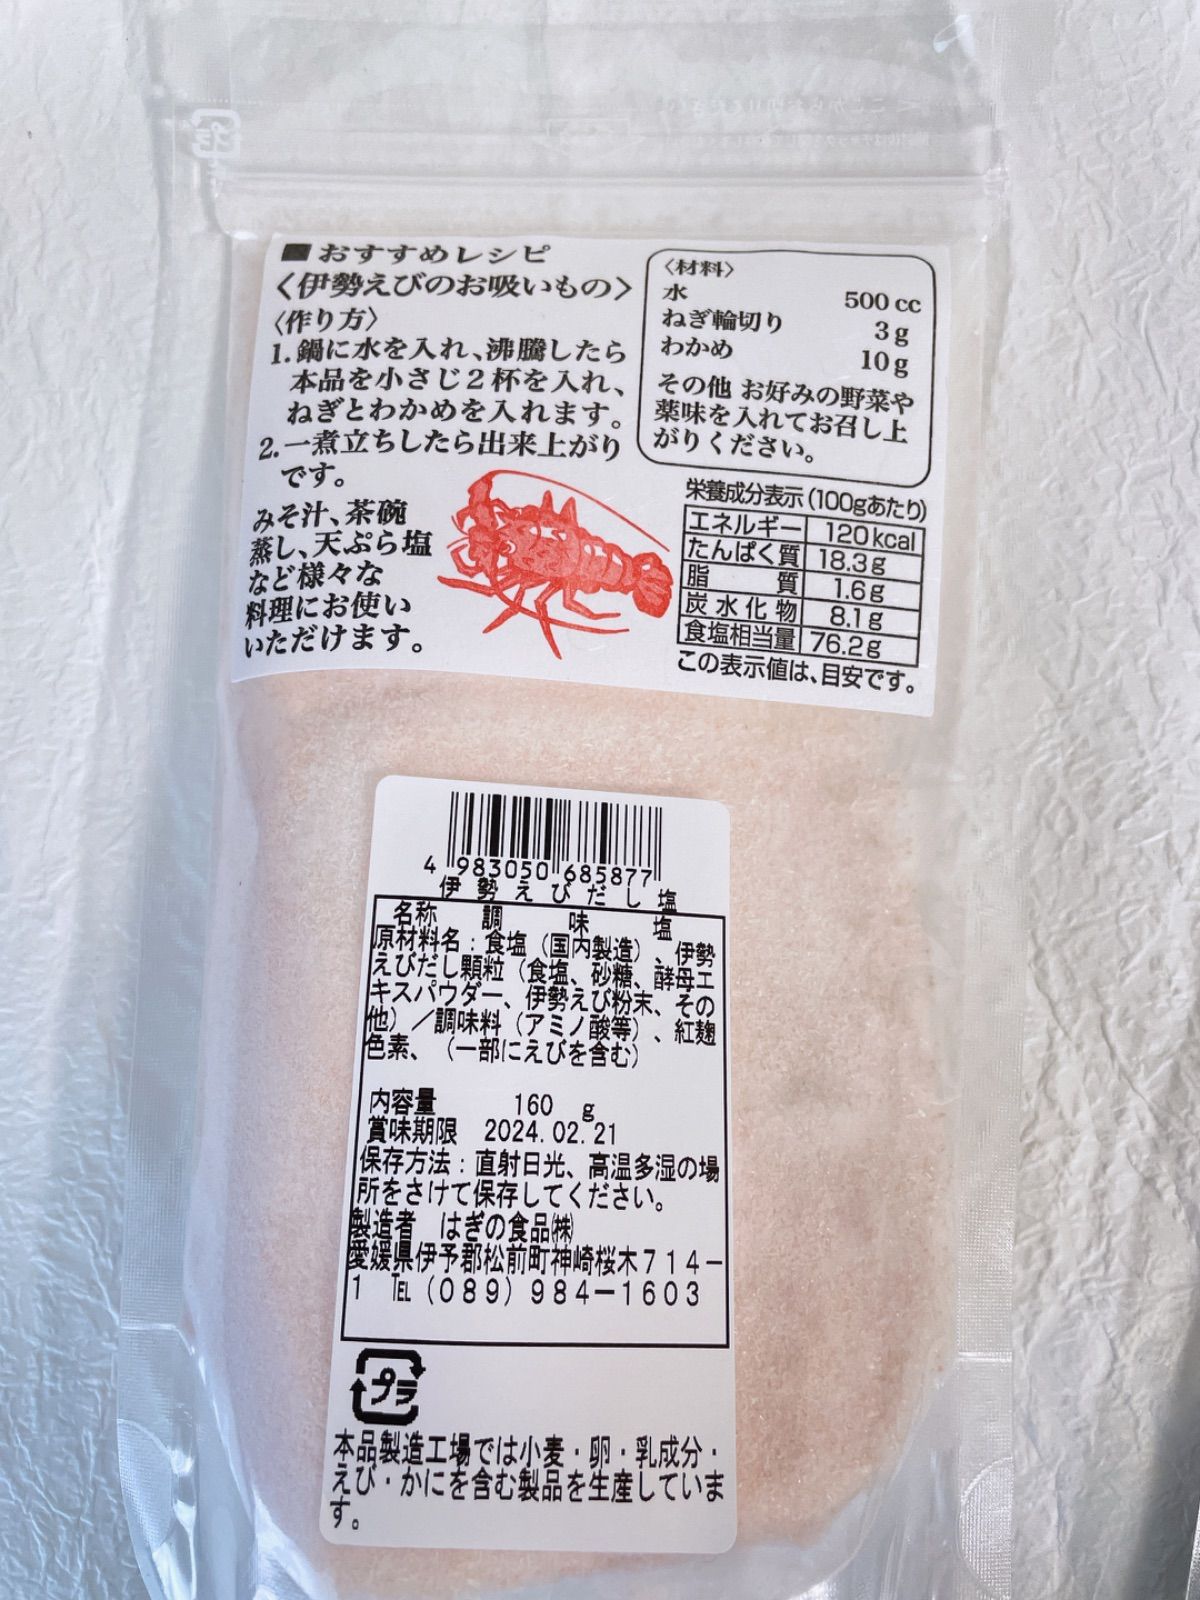 ■おすすめレシピ
〈伊勢えびのお吸いもの〉
〈作り方〉
1.鍋に水を入れ、沸騰したら
本品を小さじ2杯を入れ、
ねぎとわかめを入れます。
2.一煮立ちしたら出来上がり
です。
みそ汁、茶碗
蒸し、天ぷら塩
など様々な
料理にお使い
いただけます。
〈材料〉
水 500cc
ねぎ輪切り 3g
わかめ 10g
その他 お好みの野菜や
薬味を入れてお召し上
がりください。
栄養成分表示(100gあたり)
エネルギー 120kcal
たんぱく質 18.3g
脂質 1.6g
炭水化物 8.1g
食塩相当量 76.2g
この表示値は、目安です。
4 983050 685877
伊勢えびだし塩
名称 調味塩
原材料名：食塩（国内製造）、伊勢
えびだし顆粒（食塩、砂糖、酵母エ
キスパウダー、伊勢えび粉末、その
他）／調味料（アミノ酸等）、紅麹
色素、（一部にえびを含む）
内容量 160 g
賞味期限 2024.02.21
保存方法：直射日光、高温多湿の場
所をさけて保存してください。
製造者 はぎの食品㈱
愛媛県伊予郡松前町神崎桜木７１４−
１ ℡（０８９）９８４−１６０３
プラ
本品製造工場では小麦・卵・乳成分・
えび・かにを含む製品を生産していま
す。